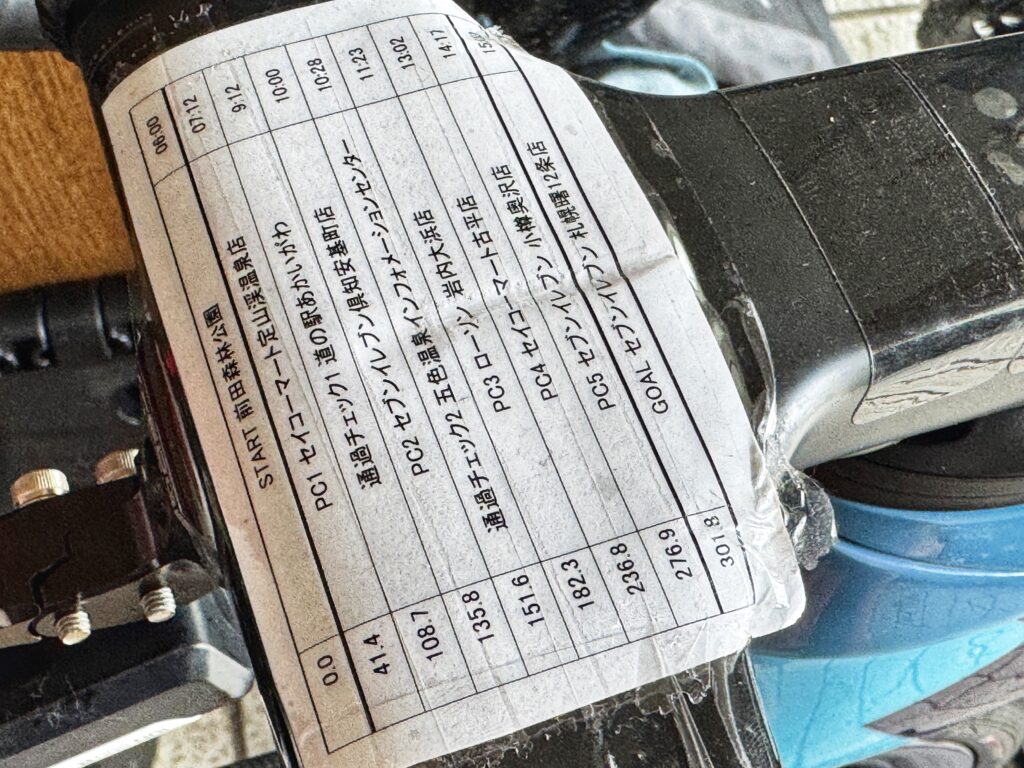 0.0 START 前田森林公園 06:00
41.4 PC1 セイコーマート定山渓温泉店 07:12
108.7 通過チェック1 道の駅あかいがわ 9:12
135.8 PC2 セブンイレブン倶知安基町店 10:00
151.6 通過チェック2 五色温泉インフォメーションセンター 10:28
182.3 PC3 ローソン 岩内大浜店 11:23
236.8 PC4 セイコーマート古平店 13:02
276.9 PC5 セブンイレブン 小樽奥沢店 14:17
301.8 GOAL セブンイレブン 札幌曙12条店